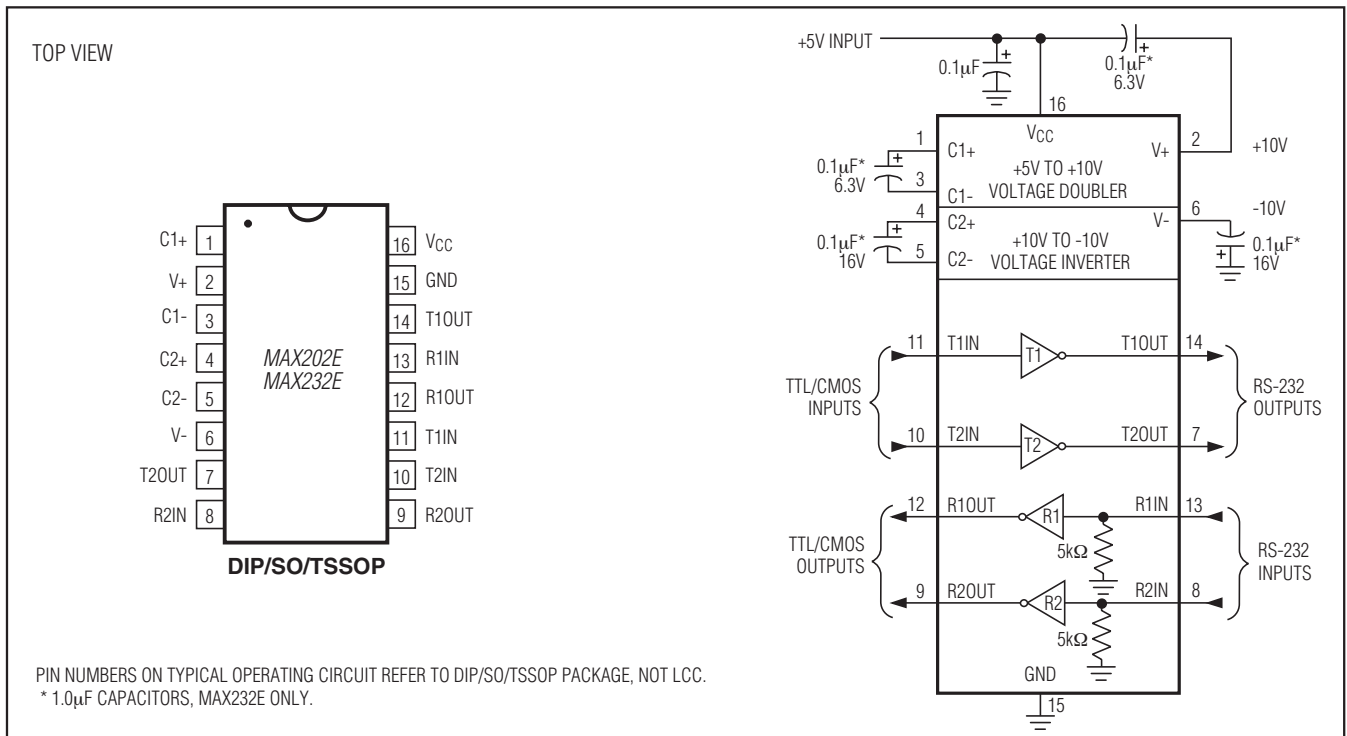 TOP VIEW
C1+ 1
V+ 2
C1- 3
C2+ 4
C2- 5
V- 6
T2OUT 7
R2IN 8
MAX202E
MAX232E
16 VCC
15 GND
14 T1OUT
13 R1IN
12 R1OUT
11 T1IN
10 T2IN
9 R2OUT
DIP/SO/TSSOP
+5V INPUT
0.1µF
+
+
0.1µF*
6.3V
16
VCC
1
C1+
+
0.1µF*
6.3V
3
C1-
+5V TO +10V
VOLTAGE DOUBLER
V+
2
+10V
4
C2+
+
0.1µF*
16V
5
C2-
+10V TO -10V
VOLTAGE INVERTER
V-
6
-10V
+
0.1µF*
16V
TTL/CMOS
INPUTS
11 T1IN T1 T1OUT 14
10 T2IN T2 T2OUT 7
RS-232
OUTPUTS
TTL/CMOS
OUTPUTS
12 R1OUT R1 R1IN 13
5kΩ
9 R2OUT R2 R2IN 8
5kΩ
RS-232
INPUTS
GND
15
PIN NUMBERS ON TYPICAL OPERATING CIRCUIT REFER TO DIP/SO/TSSOP PACKAGE, NOT LCC.
* 1.0µF CAPACITORS, MAX232E ONLY.